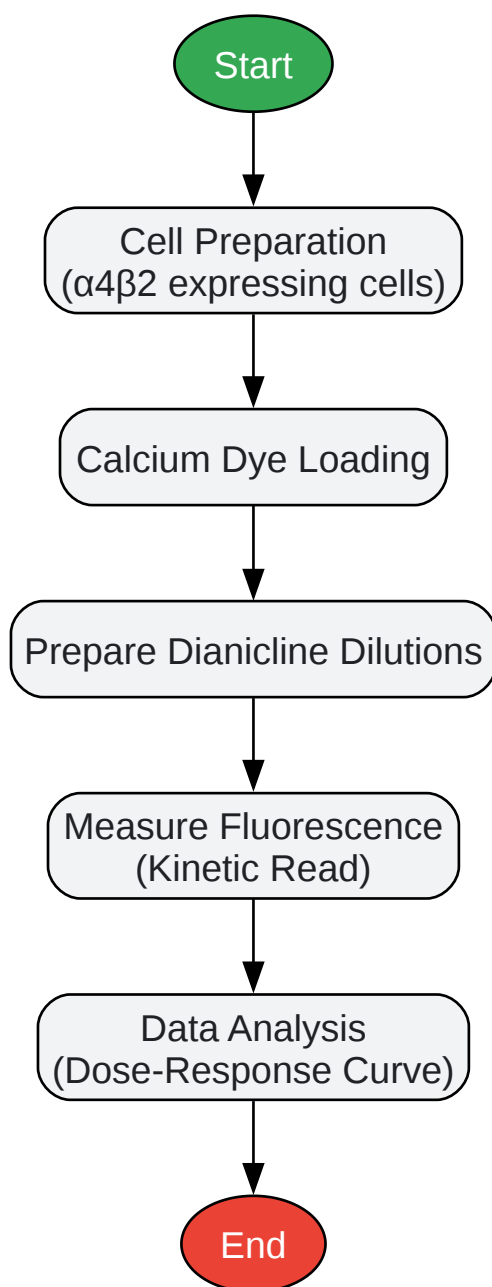 Start
Cell Preparation
(α4β2 expressing cells)
Calcium Dye Loading
Prepare Dianicline Dilutions
Measure Fluorescence
(Kinetic Read)
Data Analysis
(Dose-Response Curve)
End